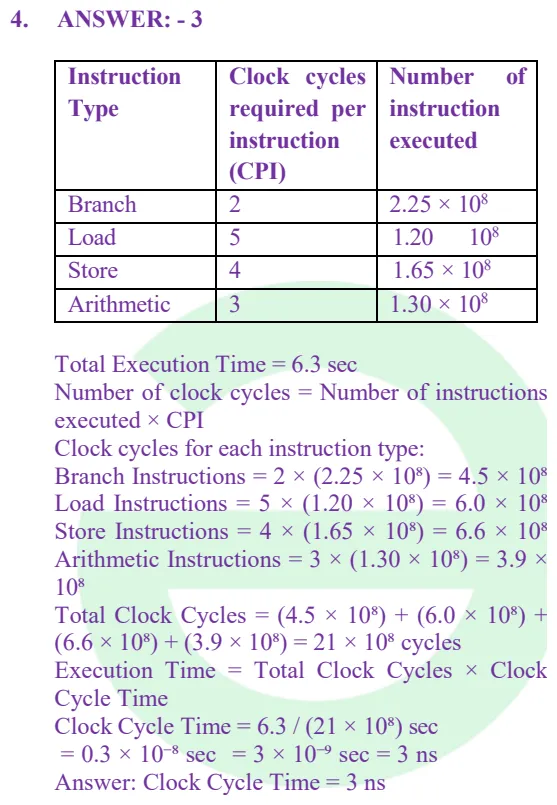 4. ANSWER: - 3
Instruction Type Clock cycles required per instruction (CPI) Number of instruction executed
Branch 2 2.25 × 10⁸
Load 5 1.20 10⁸
Store 4 1.65 × 10⁸
Arithmetic 3 1.30 × 10⁸
Total Execution Time = 6.3 sec
Number of clock cycles = Number of instructions
executed × CPI
Clock cycles for each instruction type:
Branch Instructions = 2 × (2.25 × 10⁸) = 4.5 × 10⁸
Load Instructions = 5 × (1.20 × 10⁸) = 6.0 × 10⁸
Store Instructions = 4 × (1.65 × 10⁸) = 6.6 × 10⁸
Arithmetic Instructions = 3 × (1.30 × 10⁸) = 3.9 ×
10⁸
Total Clock Cycles = (4.5 × 10⁸) + (6.0 × 10⁸) +
(6.6 × 10⁸) + (3.9 × 10⁸) = 21 × 10⁸ cycles
Execution Time = Total Clock Cycles × Clock
Cycle Time
Clock Cycle Time = 6.3 / (21 × 10⁸) sec
= 0.3 × 10⁻⁸ sec = 3 × 10⁻⁹ sec = 3 ns
Answer: Clock Cycle Time = 3 ns